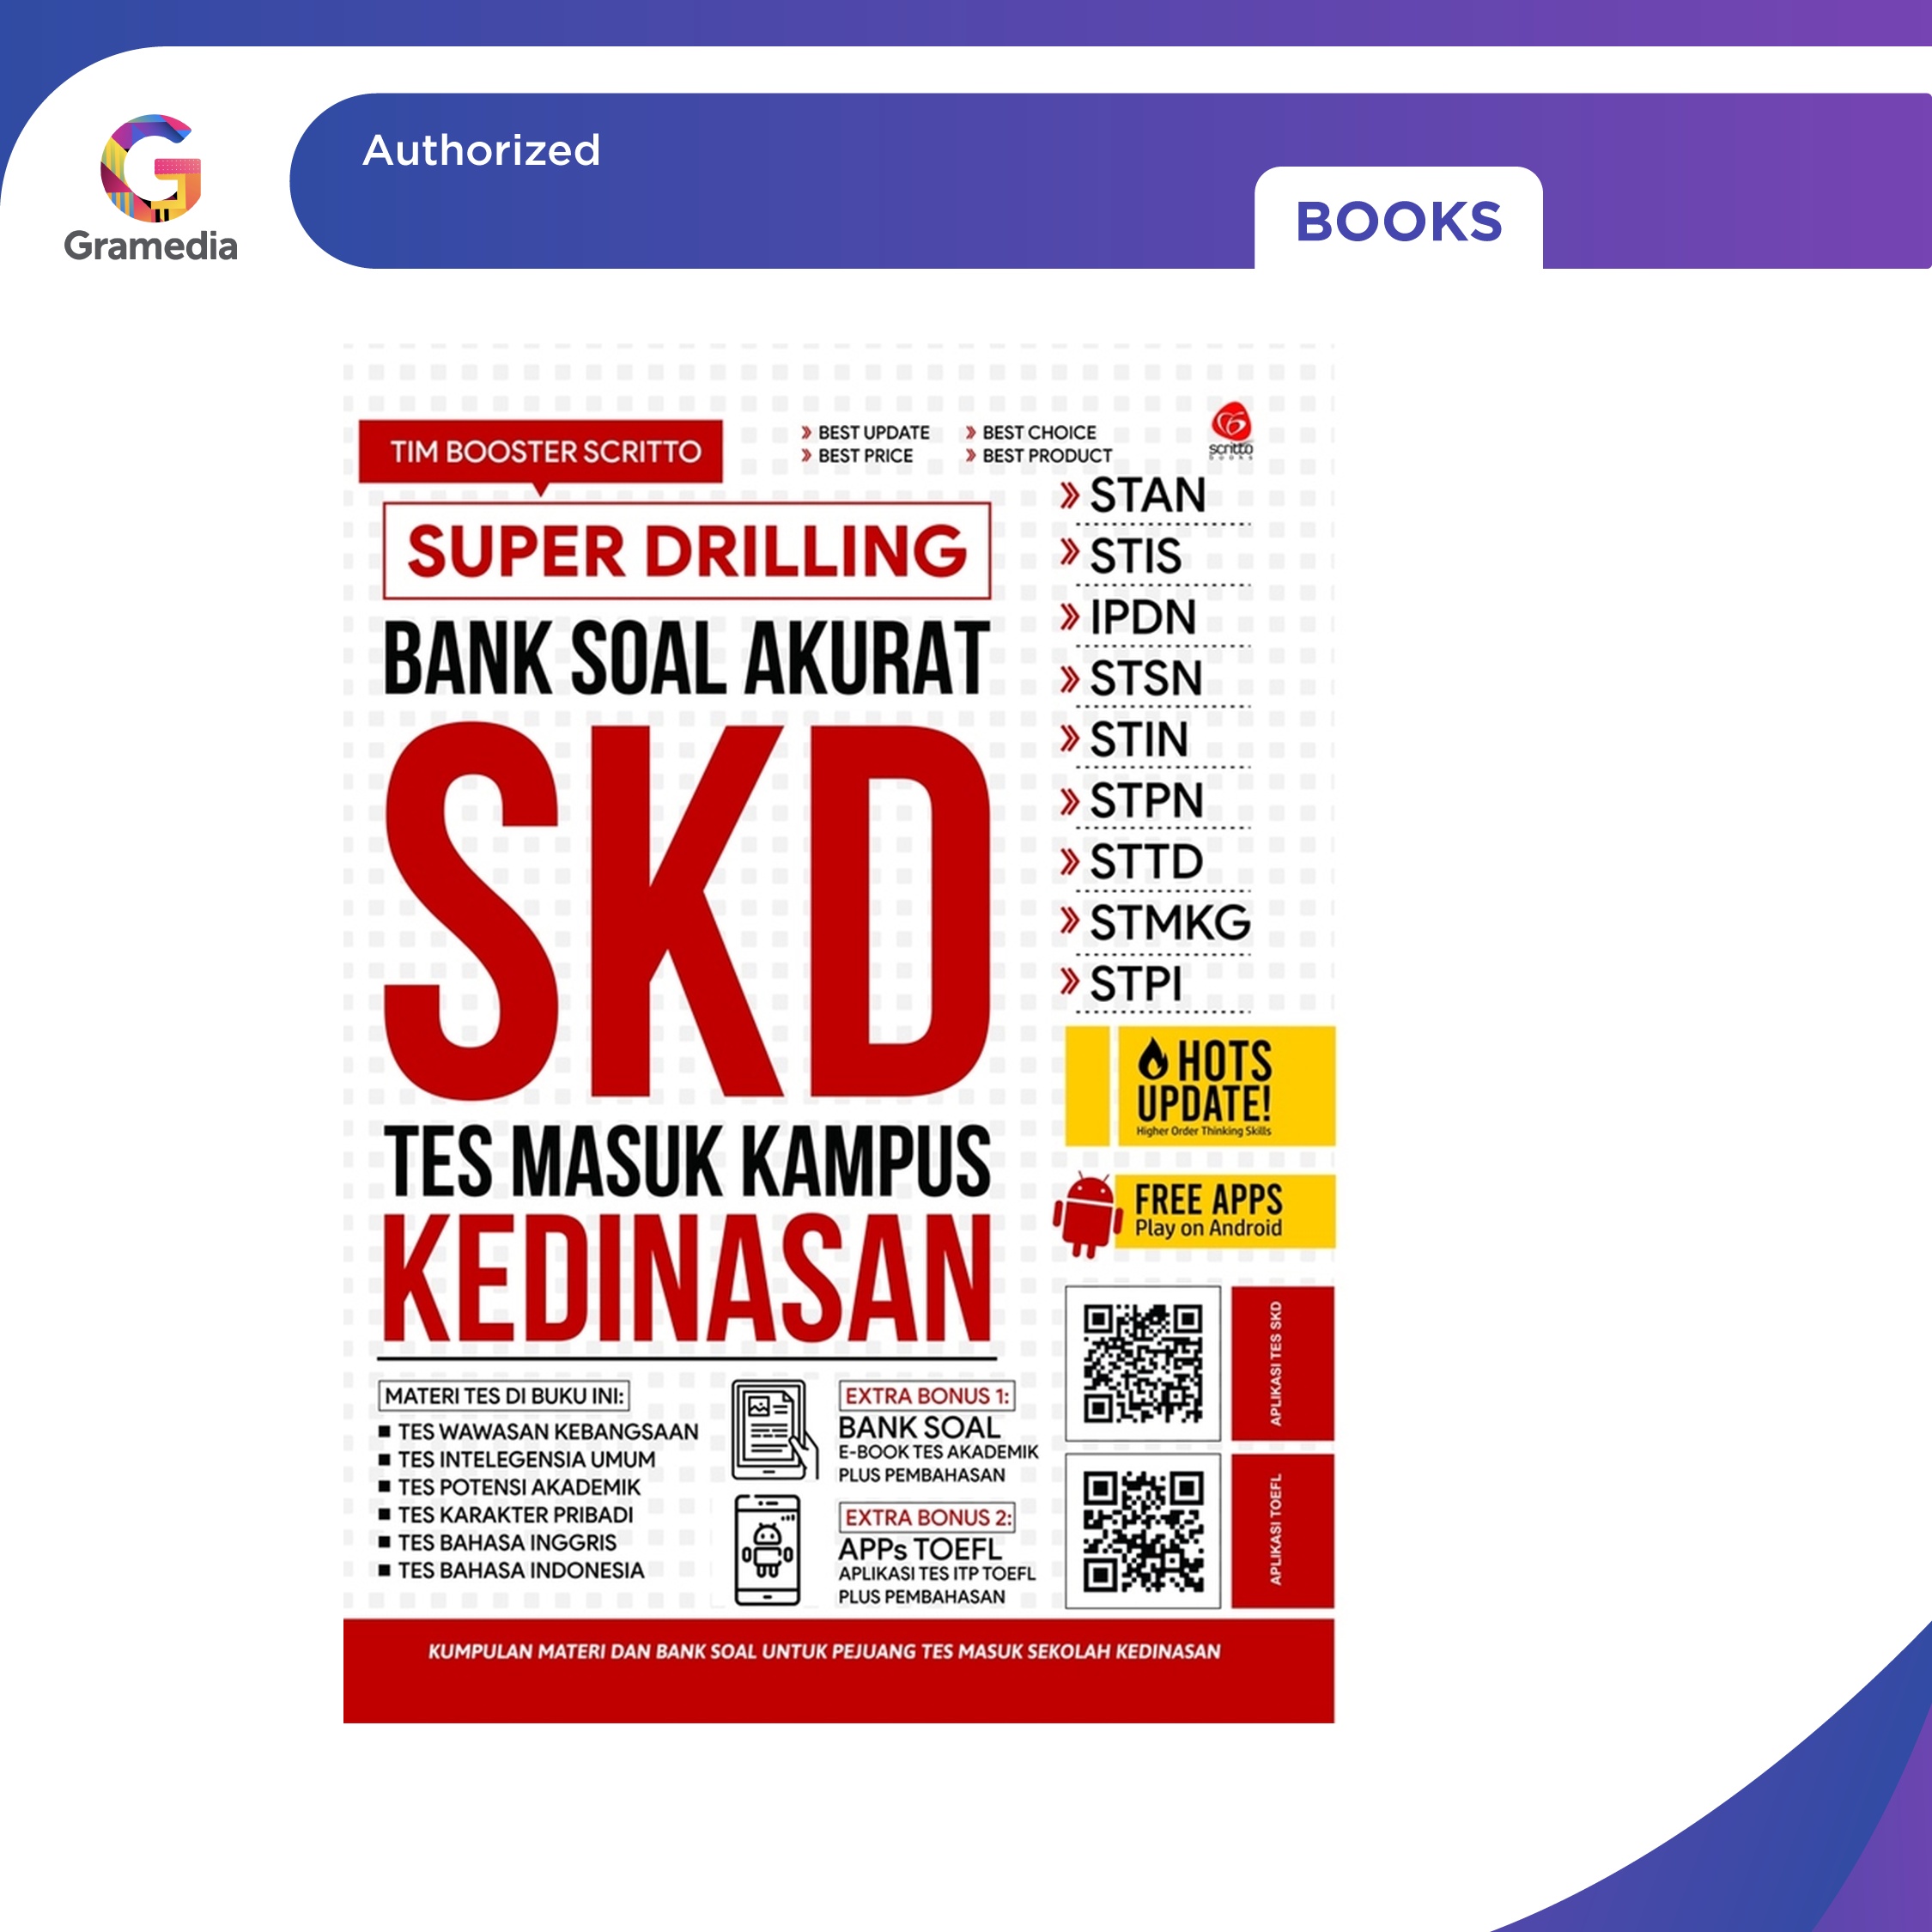 Gramedia
Authorized
BOOKS
TIM BOOSTER SCRITTO
» BEST UPDATE
» BEST PRICE
» BEST CHOICE
» BEST PRODUCT
scritto
BOOKS
SUPER DRILLING
BANK SOAL AKURAT
SKD
TES MASUK KAMPUS
KEDINASAN
» STAN
» STIS
» IPDN
» STSN
» STIN
» STPN
» STTD
» STMKG
» STPI
HOTS
UPDATE!
Higher Order Thinking Skills
FREE APPS
Play on Android
APLIKASI TES SKD
APLIKASI TOEFL
MATERI TES DI BUKU INI:
■ TES WAWASAN KEBANGSAAN
■ TES INTELEGENSIA UMUM
■ TES POTENSI AKADEMIK
■ TES KARAKTER PRIBADI
■ TES BAHASA INGGRIS
■ TES BAHASA INDONESIA
EXTRA BONUS 1:
BANK SOAL
E-BOOK TES AKADEMIK
PLUS PEMBAHASAN
EXTRA BONUS 2:
APPs TOEFL
APLIKASI TES ITP TOEFL
PLUS PEMBAHASAN
KUMPULAN MATERI DAN BANK SOAL UNTUK PEJUANG TES MASUK SEKOLAH KEDINASAN